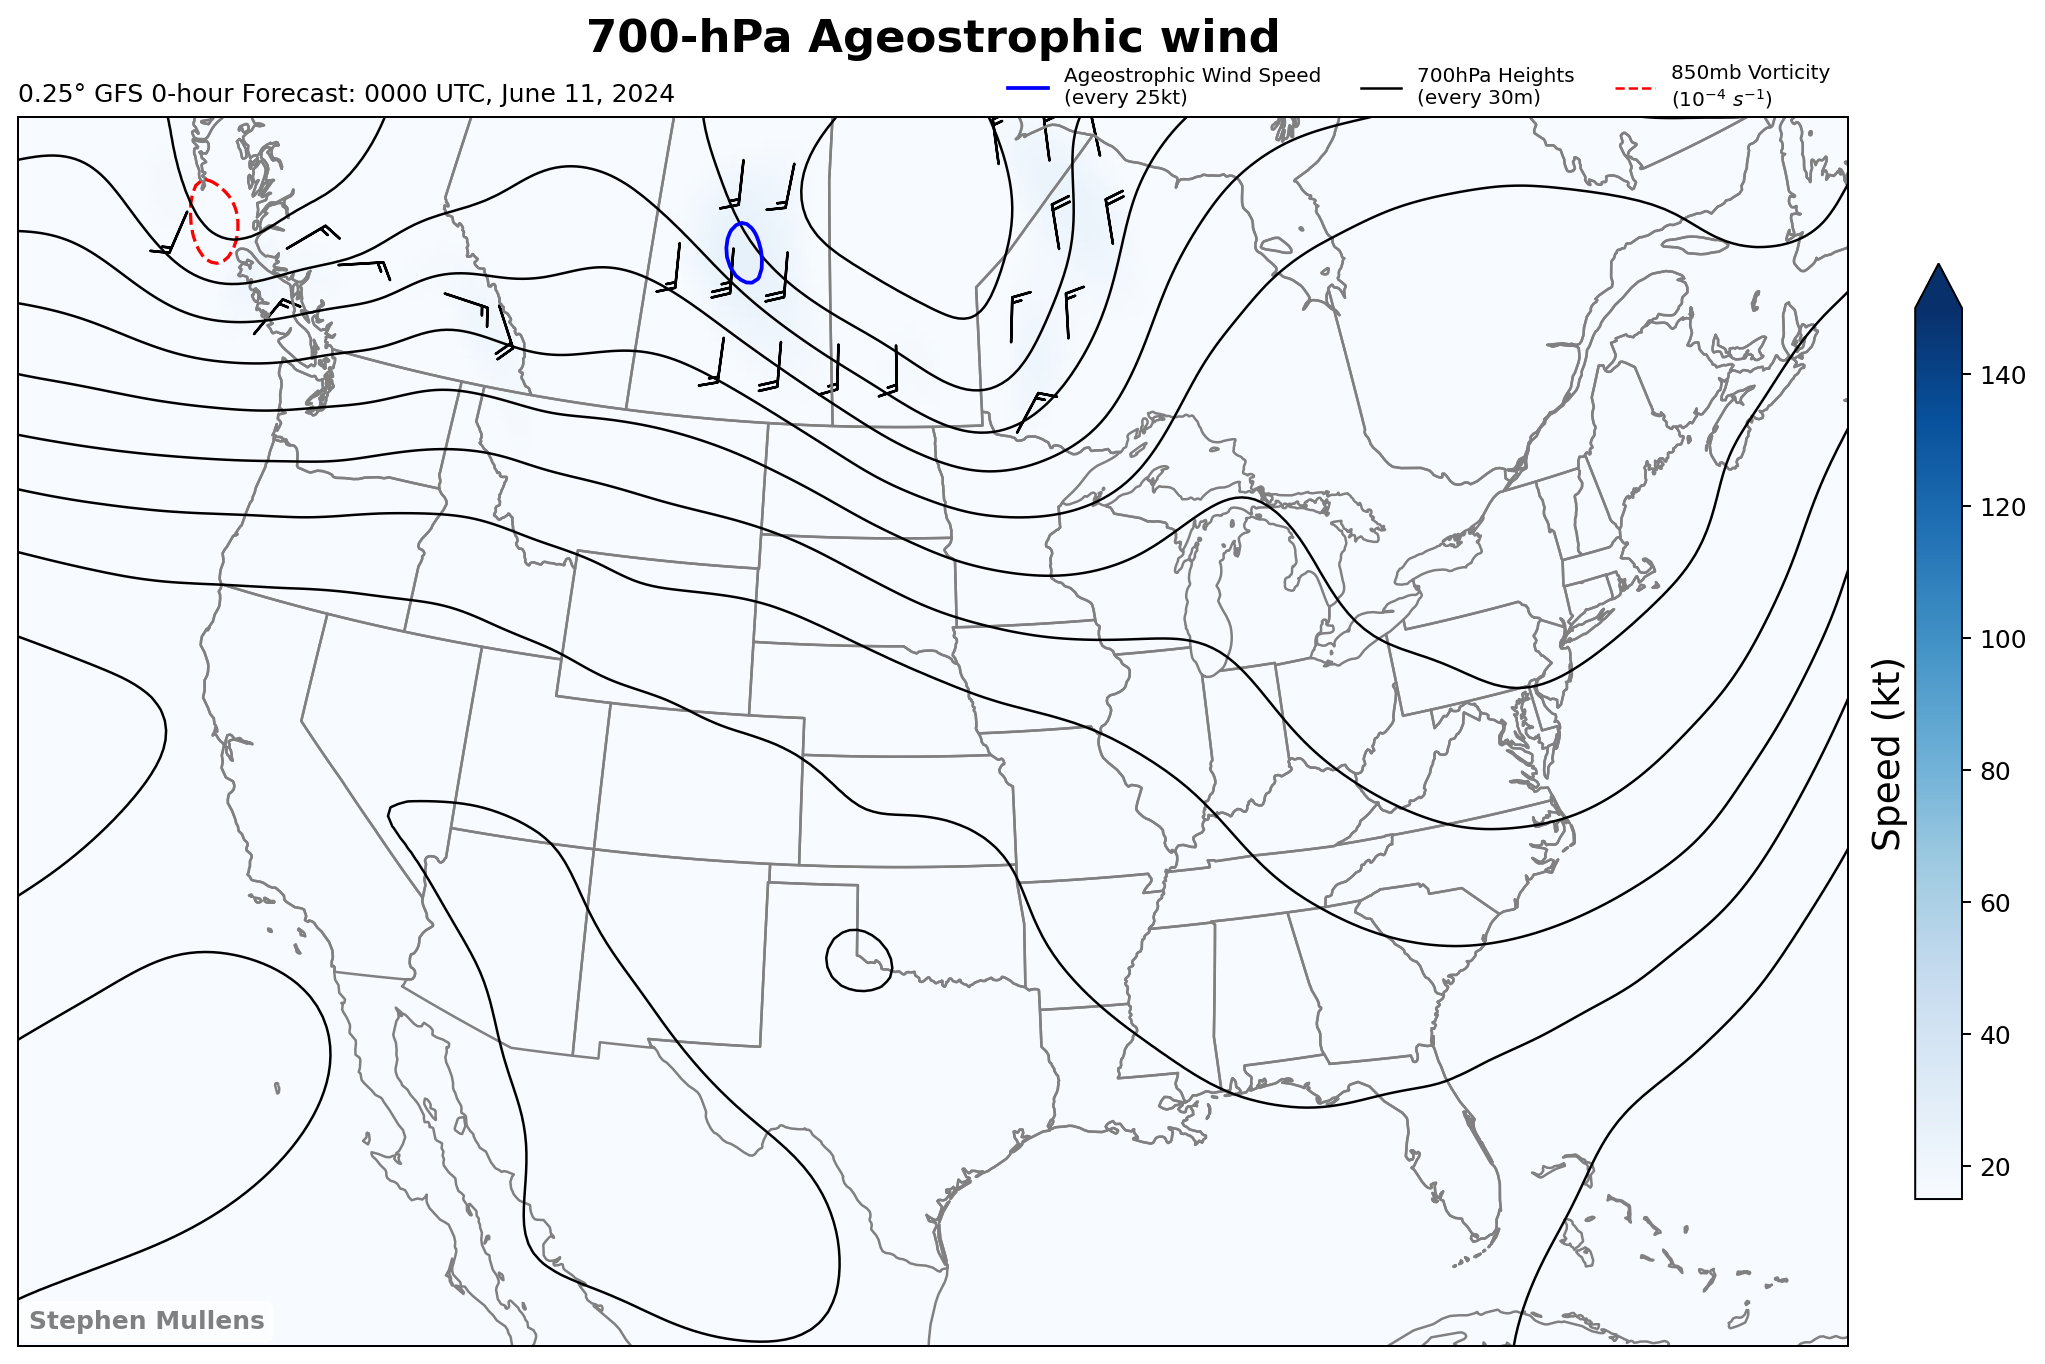 700-hPa Ageostrophic wind
0.25° GFS 0-hour Forecast: 0000 UTC, June 11, 2024
Ageostrophic Wind Speed
(every 25kt)
700hPa Heights
(every 30m)
850mb Vorticity
(10⁻⁴ s⁻¹)
140
120
100
80
60
40
20
Speed (kt)
Stephen Mullens